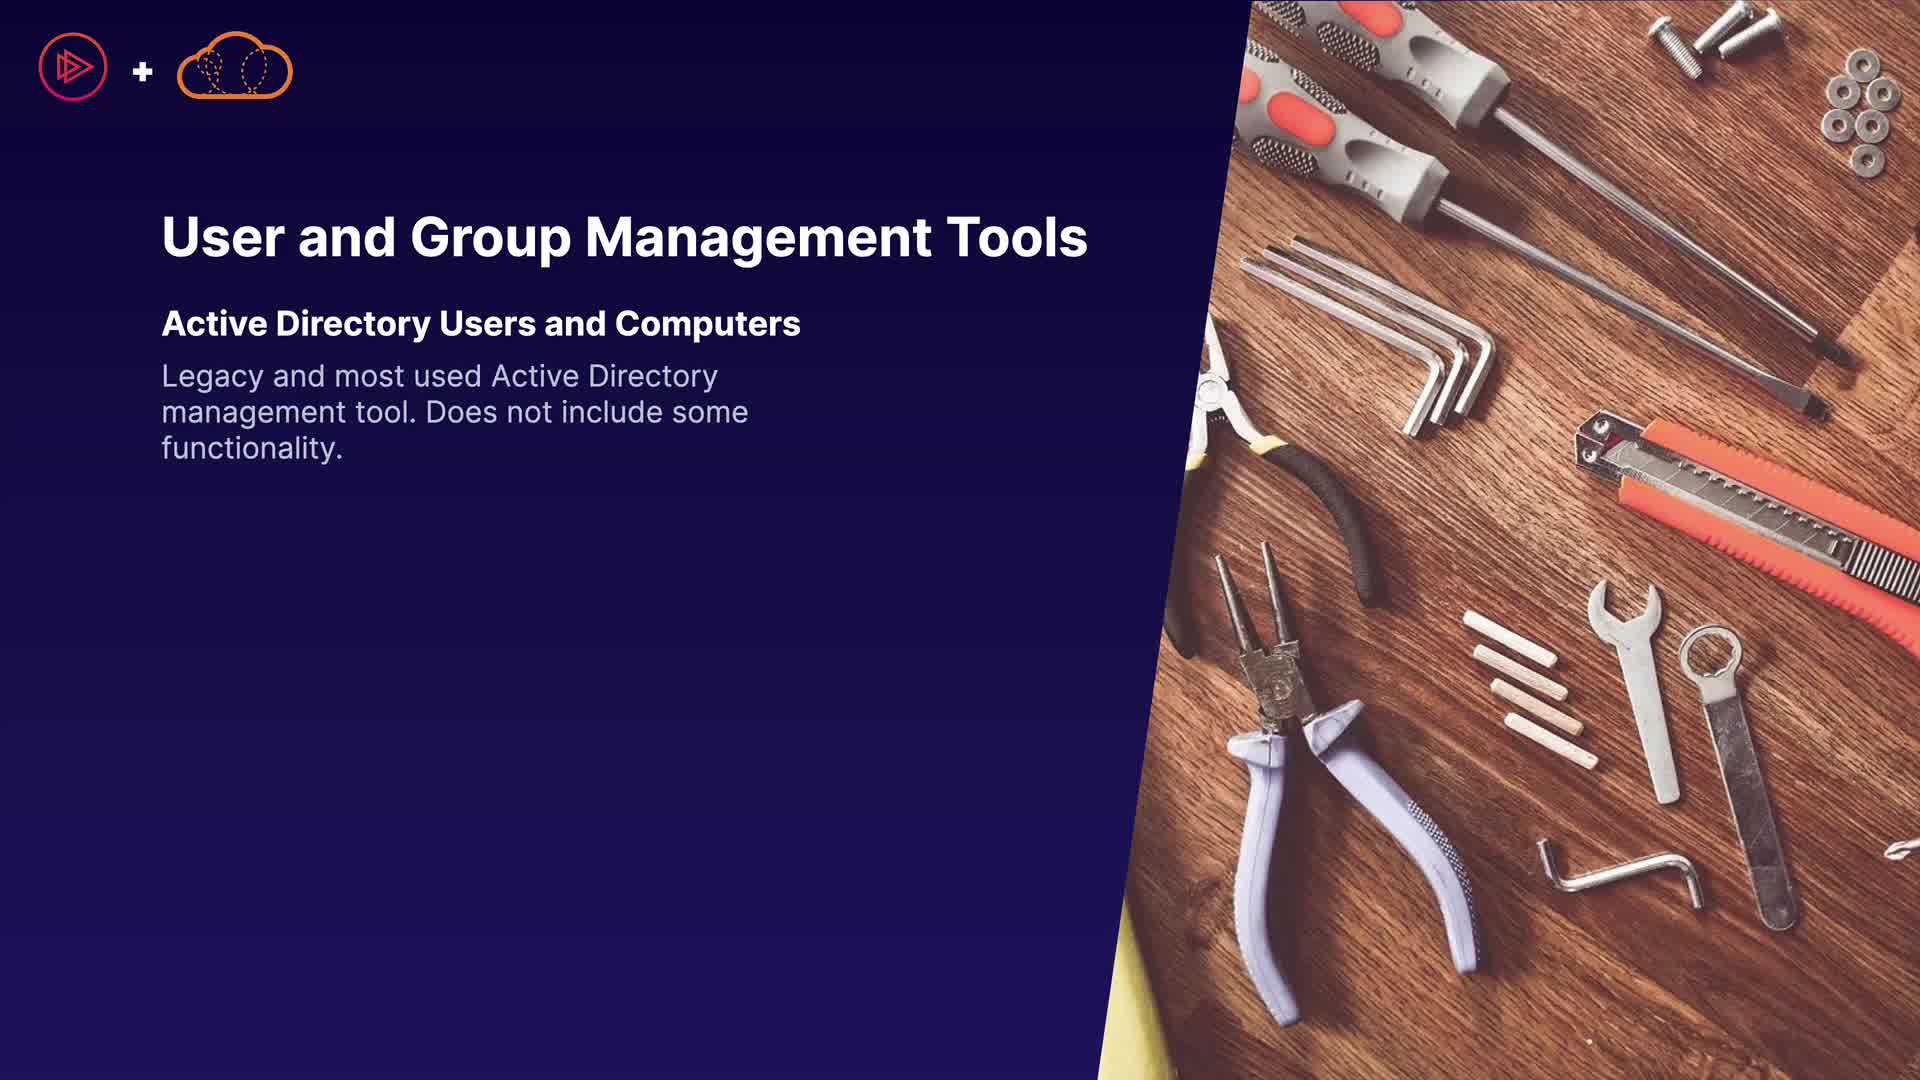 User and Group Management Tools
Active Directory Users and Computers
Legacy and most used Active Directory
management tool. Does not include some
functionality.